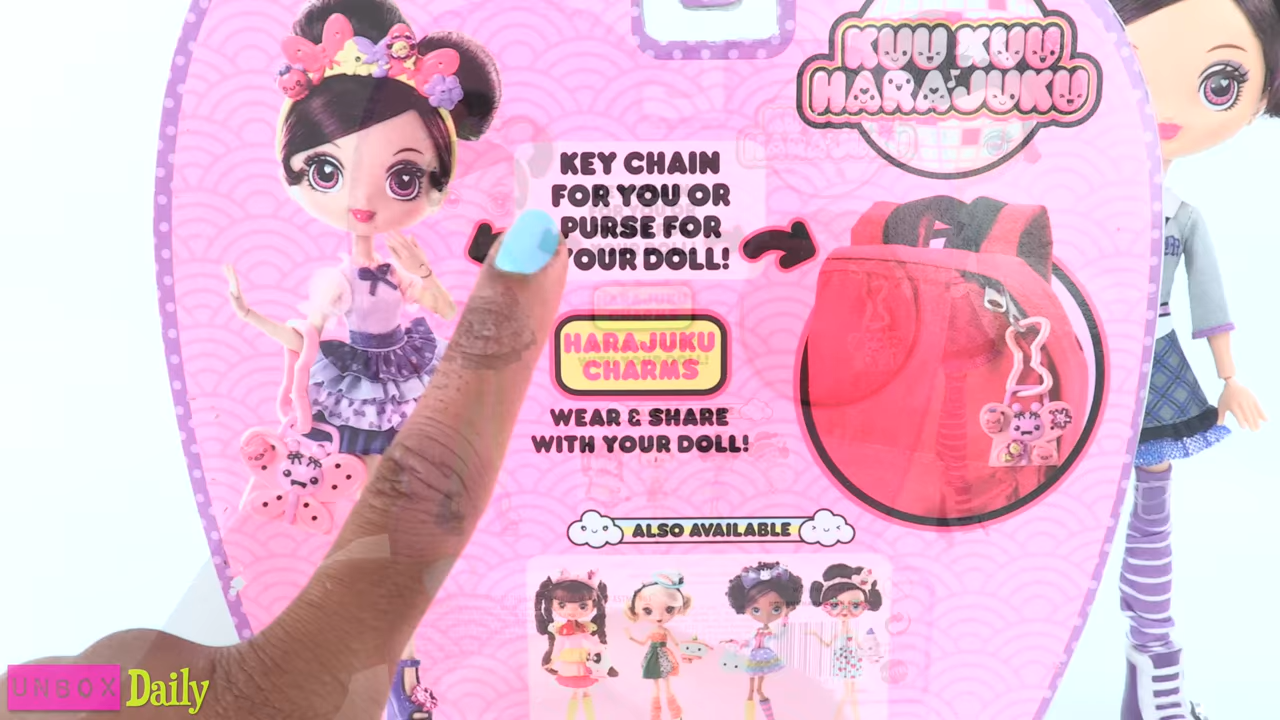 KUU KUU
HARAJUKU
KEY CHAIN
FOR YOU OR
PURSE FOR
YOUR DOLL!
HARAJUKU
CHARMS
WEAR & SHARE
WITH YOUR DOLL!
ALSO AVAILABLE
UNBOX Daily